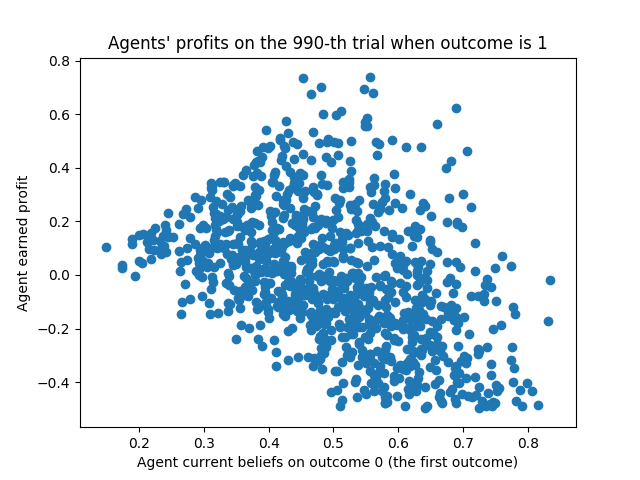 Agents' profits on the 990-th trial when outcome is 1
Agent earned profit
0.8
0.6
0.4
0.2
0.0
−0.2
−0.4
0.2 0.3 0.4 0.5 0.6 0.7 0.8
Agent current beliefs on outcome 0 (the first outcome)